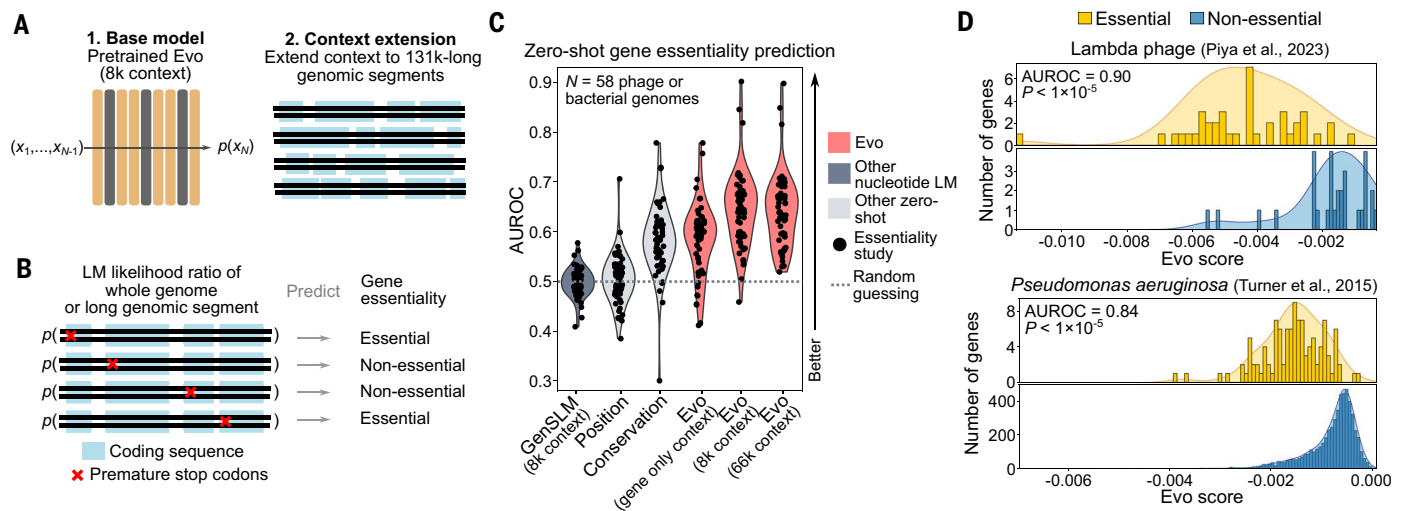 A
1. Base model
Pretrained Evo
(8k context)
(x1,...,xN-1)
p(xN)
2. Context extension
Extend context to 131k-long
genomic segments
B
LM likelihood ratio of
whole genome
or long genomic segment
Predict
Gene
essentiality
p( )
Essential
p( )
Non-essential
p( )
Non-essential
p( )
Essential
Coding sequence
Premature stop codons
C
Zero-shot gene essentiality prediction
N = 58 phage or
bacterial genomes
AUROC
0.9
0.8
0.7
0.6
0.5
0.4
0.3
GenSLM
(8k context)
Position
Conservation
Evo
(gene only context)
Evo
(8k context)
Evo
(66k context)
Better
Evo
Other
nucleotide LM
Other zero-
shot
Essentiality
study
Random
guessing
D
Essential
Non-essential
Lambda phage (Piya et al., 2023)
AUROC = 0.90
P < 1×10-5
Number of genes
6
4
2
0
3
2
1
0
-0.010
-0.008
-0.006
-0.004
-0.002
Evo score
Pseudomonas aeruginosa (Turner et al., 2015)
AUROC = 0.84
P < 1×10-5
Number of genes
8
4
0
400
200
0
-0.006
-0.004
-0.002
0.000
Evo score